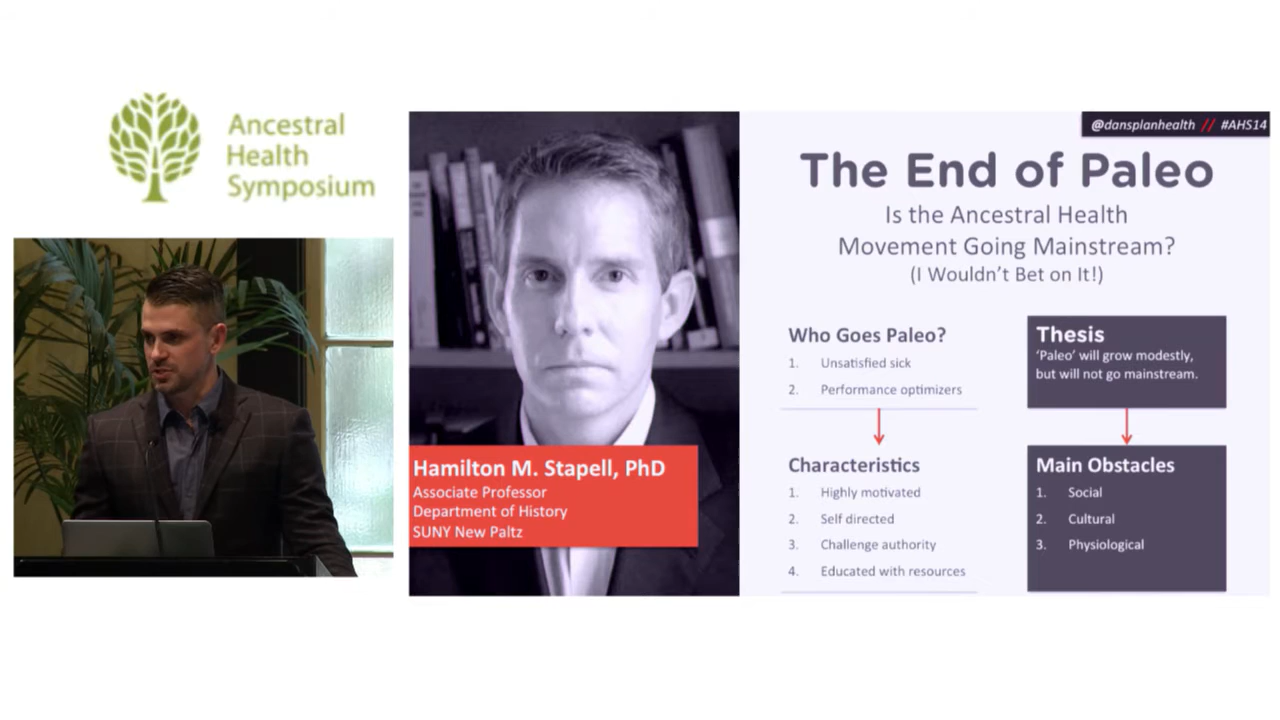 Ancestral
Health
Symposium
@dansplanhealth // #AHS14
The End of Paleo
Is the Ancestral Health
Movement Going Mainstream?
(I Wouldn't Bet on It!)
Who Goes Paleo?
1. Unsatisfied sick
2. Performance optimizers
Characteristics
1. Highly motivated
2. Self directed
3. Challenge authority
4. Educated with resources
Thesis
'Paleo' will grow modestly,
but will not go mainstream.
Main Obstacles
1. Social
2. Cultural
3. Physiological
Hamilton M. Stapell, PhD
Associate Professor
Department of History
SUNY New Paltz